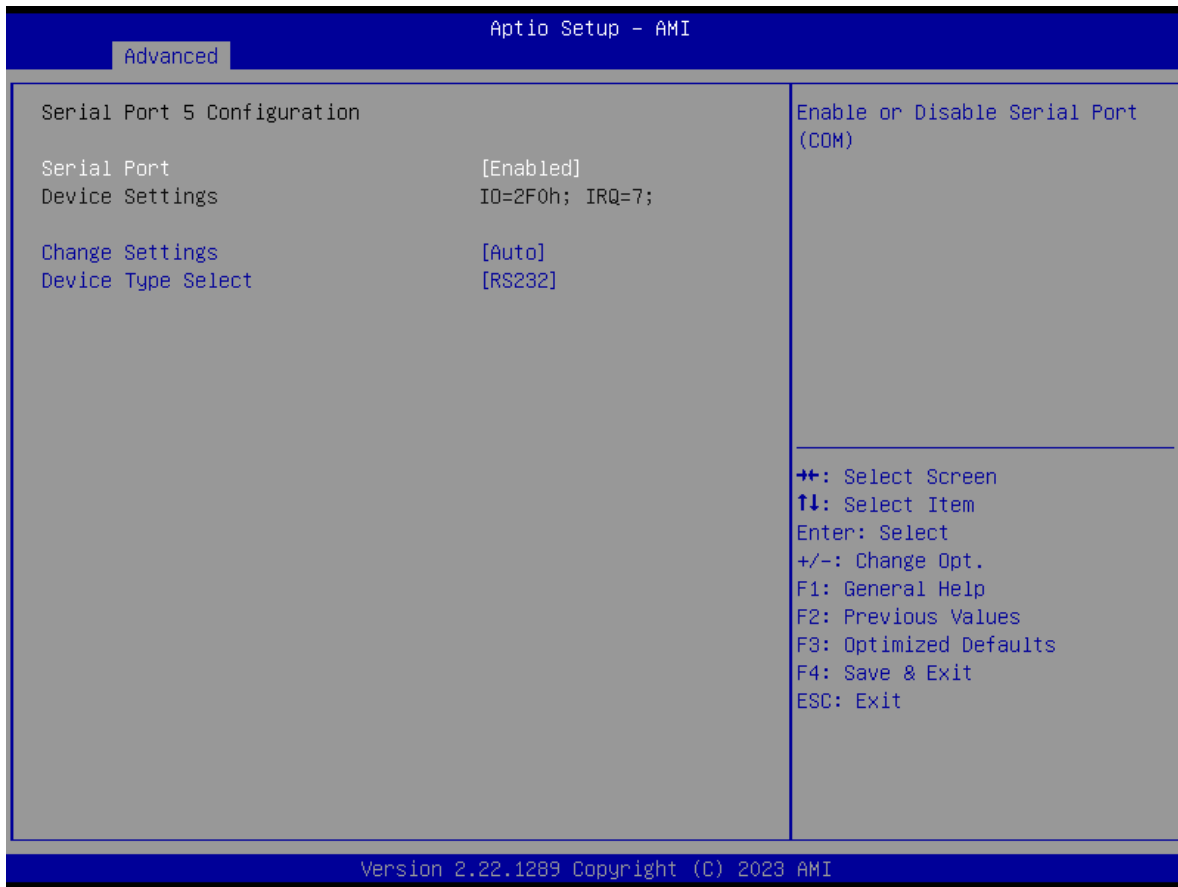 Aptio Setup – AMI
Advanced
Serial Port 5 Configuration
Serial Port [Enabled]
Device Settings IO=2F0h; IRQ=7;
Change Settings [Auto]
Device Type Select [RS232]
Enable or Disable Serial Port
(COM)
→←: Select Screen
↑↓: Select Item
Enter: Select
+/-: Change Opt.
F1: General Help
F2: Previous Values
F3: Optimized Defaults
F4: Save & Exit
ESC: Exit
Version 2.22.1289 Copyright (C) 2023 AMI